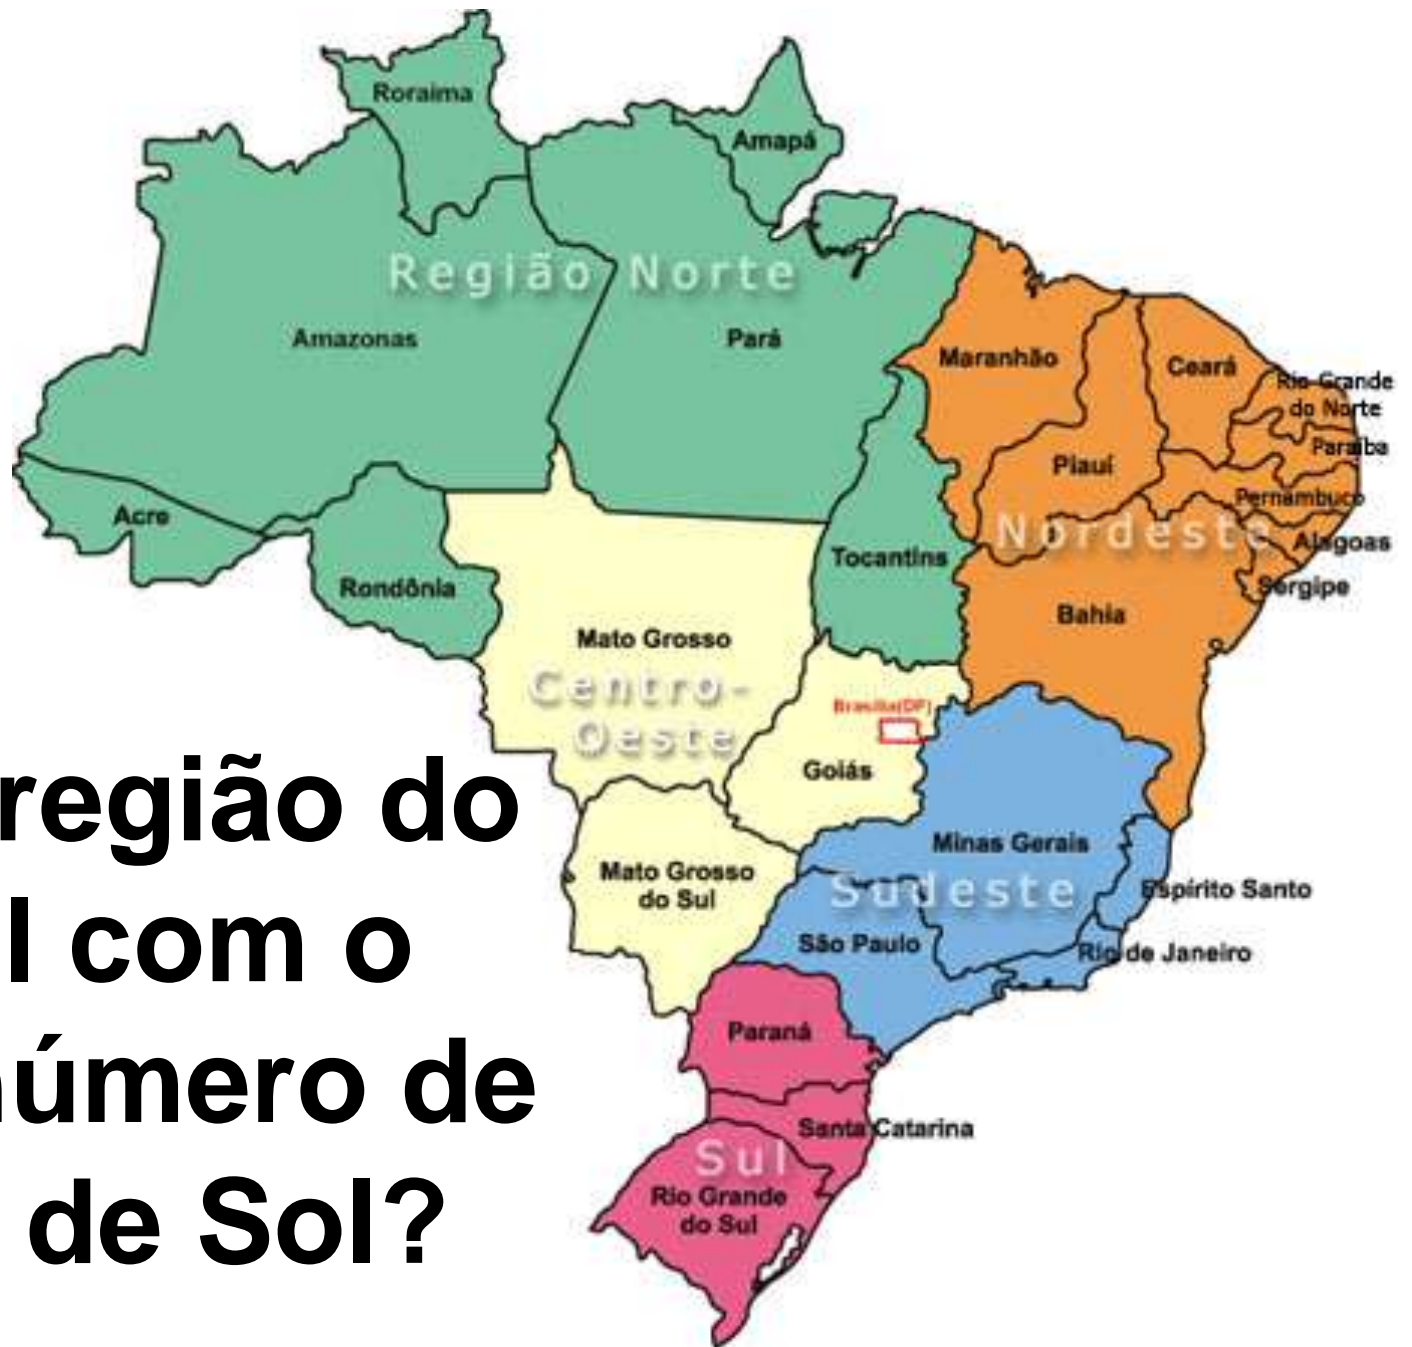 Roraima
Amapá
Região Norte
Amazonas
Pará
Maranhão
Ceará
Rio Grande
do Norte
Paraíba
Piauí
Pernambuco
Nordeste
Alagoas
Acre
Tocantins
Sergipe
Rondônia
Bahia
Mato Grosso
Centro-
Oeste
Brasília(DF)
Goiás
região do
Minas Gerais
Mato Grosso
do Sul
Sudeste
Espírito Santo
l com o
São Paulo
Rio de Janeiro
Paraná
número de
Santa Catarina
Sul
Rio Grande
do Sul
de Sol?